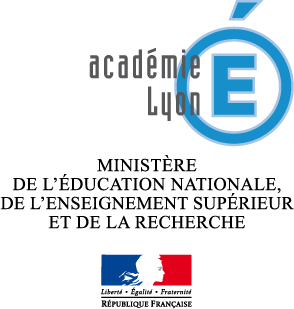 académie
Lyon
É
MINISTÈRE
DE L'ÉDUCATION NATIONALE,
DE L'ENSEIGNEMENT SUPÉRIEUR
ET DE LA RECHERCHE
Liberté • Égalité • Fraternité
RÉPUBLIQUE FRANÇAISE